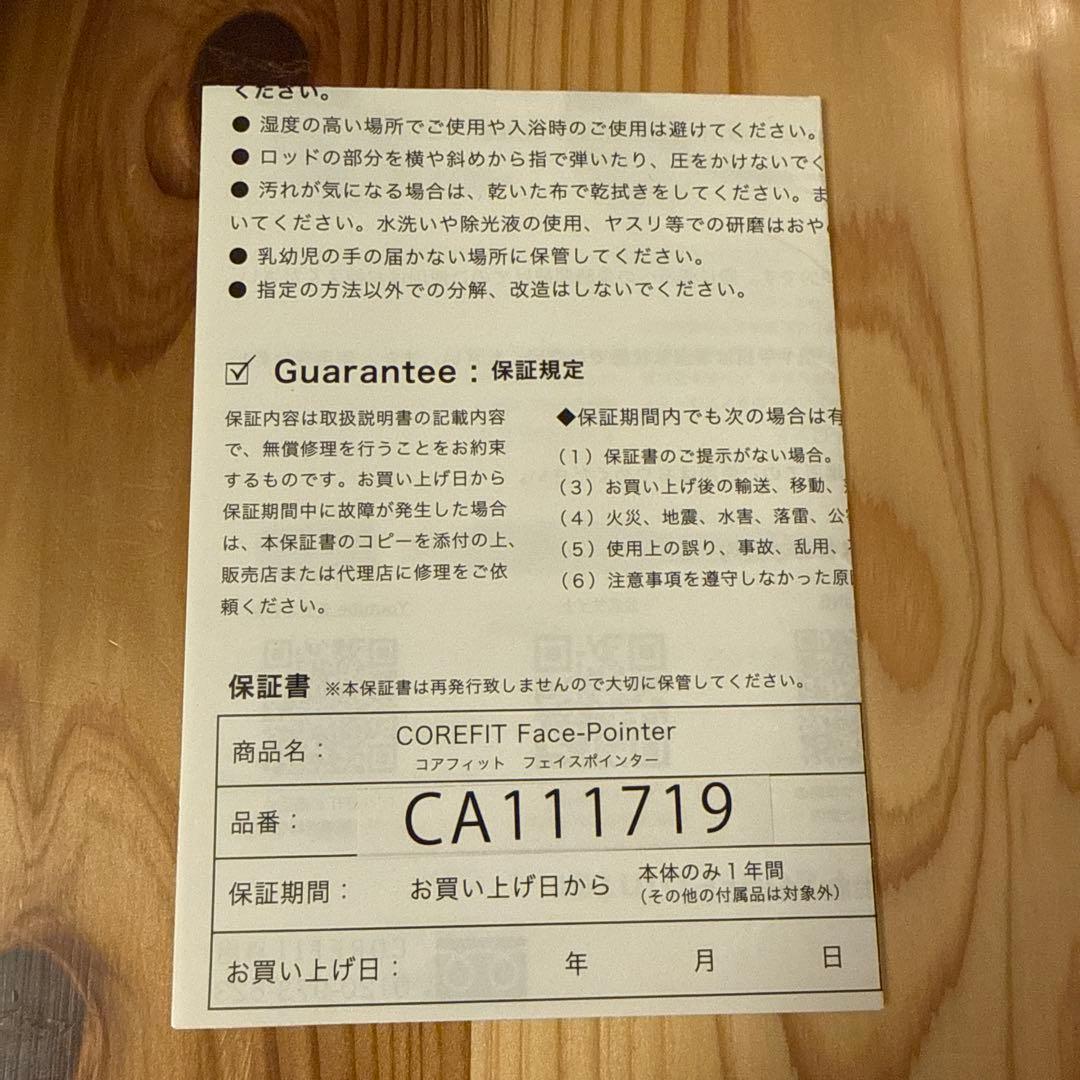 ください。
● 湿度の高い場所でご使用や入浴時のご使用は避けてください。
● ロッドの部分を横や斜めから指で弾いたり、圧をかけないでく
● 汚れが気になる場合は、乾いた布で乾拭きをしてください。ま
いてください。水洗いや除光液の使用、ヤスリ等での研磨はおや
● 乳幼児の手の届かない場所に保管してください。
● 指定の方法以外での分解、改造はしないでください。
☑ Guarantee : 保証規定
保証内容は取扱説明書の記載内容
で、無償修理を行うことをお約束
するものです。お買い上げ日から
保証期間中に故障が発生した場合
は、本保証書のコピーを添付の上、
販売店または代理店に修理をご依
頼ください。
◆保証期間内でも次の場合は有
（1）保証書のご提示がない場合。
（3）お買い上げ後の輸送、移動、
（4）火災、地震、水害、落雷、公
（5）使用上の誤り、事故、乱用、
（6）注意事項を遵守しなかった原
保証書 ※本保証書は再発行致しませんので大切に保管してください。
商品名： COREFIT Face-Pointer
コアフィット フェイスポインター
品番： CA111719
保証期間： お買い上げ日から 本体のみ1年間
（その他の付属品は対象外）
お買い上げ日： 年 月 日